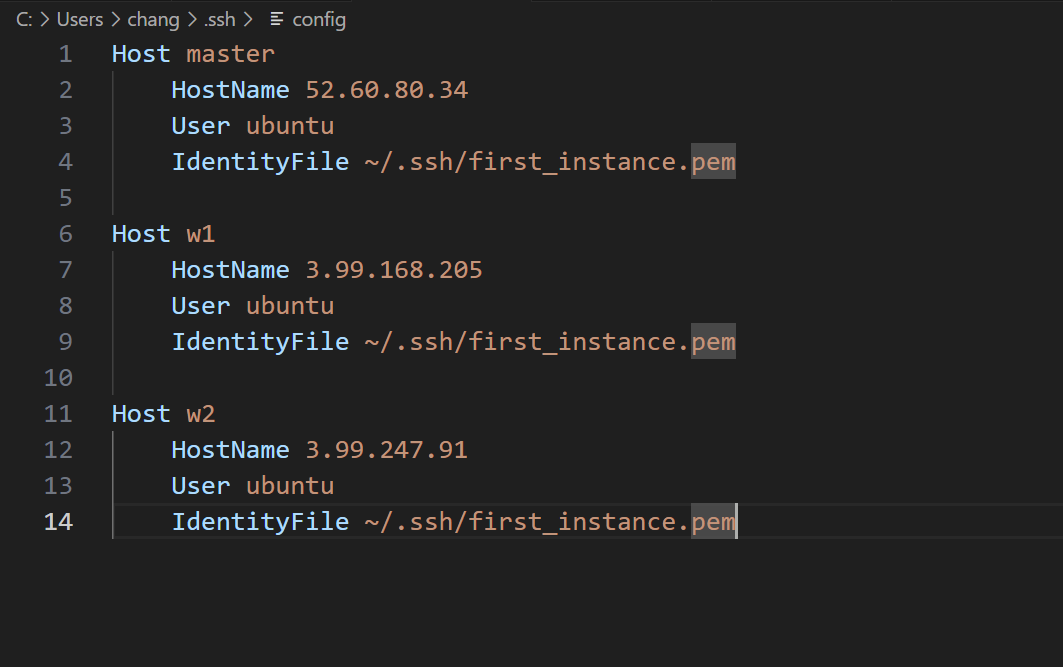 C: > Users > chang > .ssh > config
1 Host master
2 HostName 52.60.80.34
3 User ubuntu
4 IdentityFile ~/.ssh/first_instance.pem
5
6 Host w1
7 HostName 3.99.168.205
8 User ubuntu
9 IdentityFile ~/.ssh/first_instance.pem
10
11 Host w2
12 HostName 3.99.247.91
13 User ubuntu
14 IdentityFile ~/.ssh/first_instance.pem